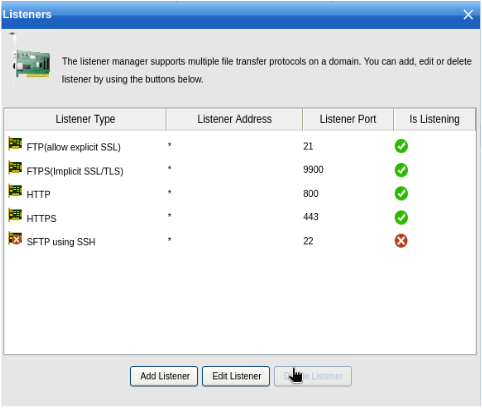 Listeners
The listener manager supports multiple file transfer protocols on a domain. You can add, edit or delete
listener by using the buttons below.
Listener Type Listener Address Listener Port Is Listening
FTP(allow explicit SSL) * 21
FTPS(Implicit SSL/TLS) * 9900
HTTP * 800
HTTPS * 443
SFTP using SSH * 22
Add Listener Edit Listener Listener